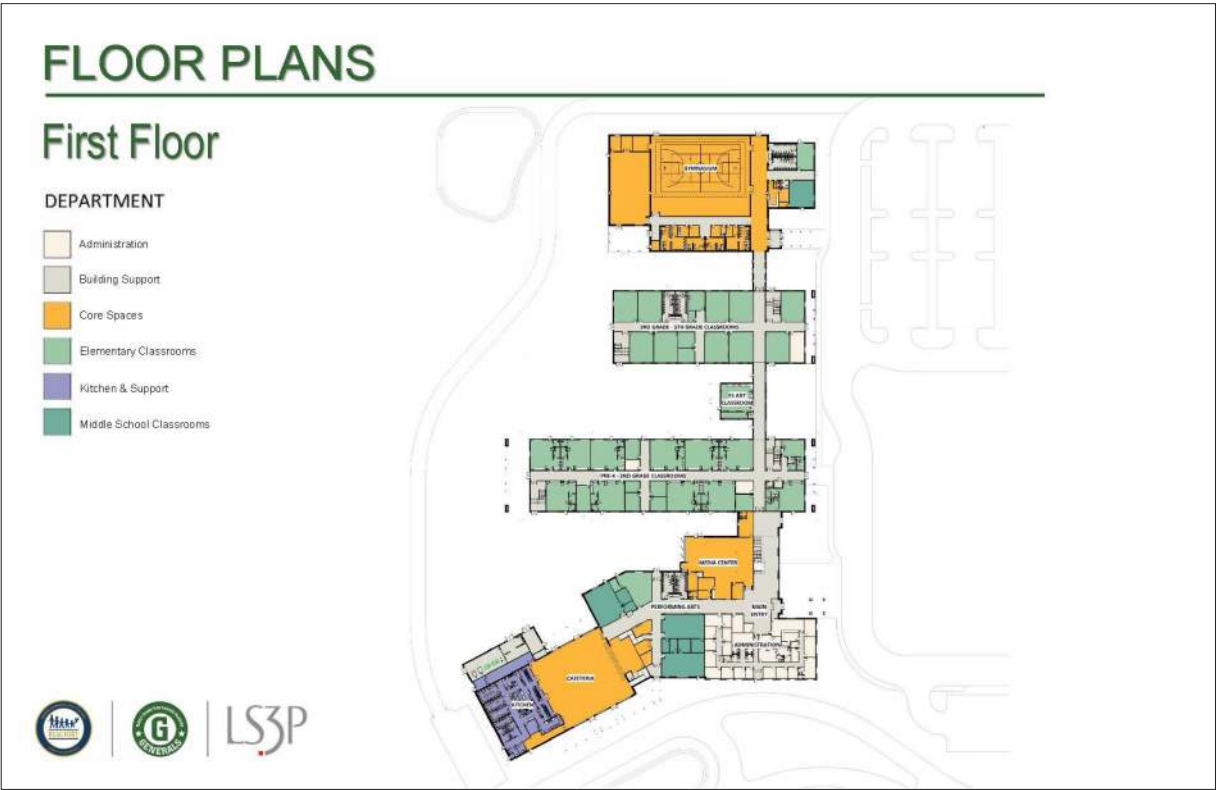 FLOOR PLANS
First Floor
DEPARTMENT
Administration
Building Support
Core Spaces
Elementary Classrooms
Kitchen & Support
Middle School Classrooms
GYMNASIUM
3RD GRADE - 5TH GRADE CLASSROOMS
ES ART
CLASSROOM
PRE-K - 2ND GRADE CLASSROOMS
MEDIA CENTER
PERFORMING ARTS
MAIN
ENTRY
ADMINISTRATION
CAFETERIA
KITCHEN
G
GENERALS
LS3P